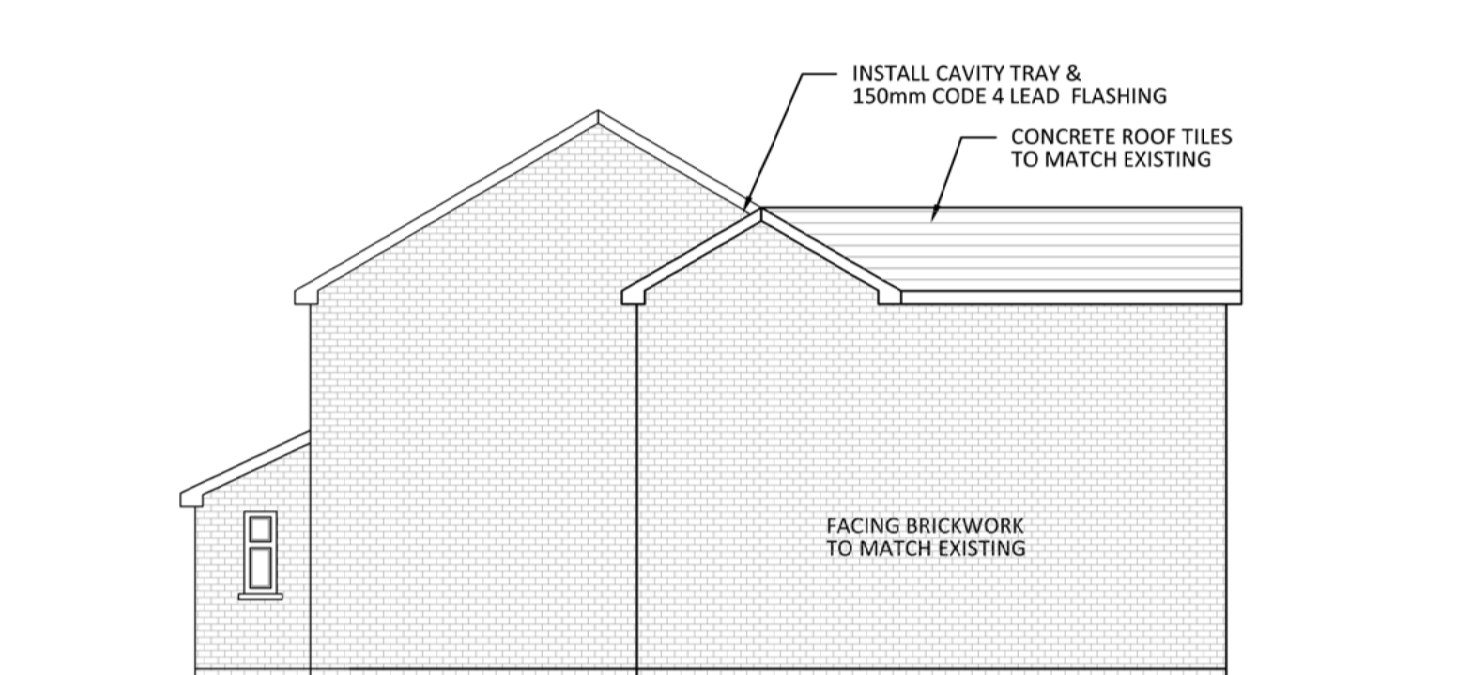 INSTALL CAVITY TRAY &
150mm CODE 4 LEAD FLASHING
CONCRETE ROOF TILES
TO MATCH EXISTING
FACING BRICKWORK
TO MATCH EXISTING